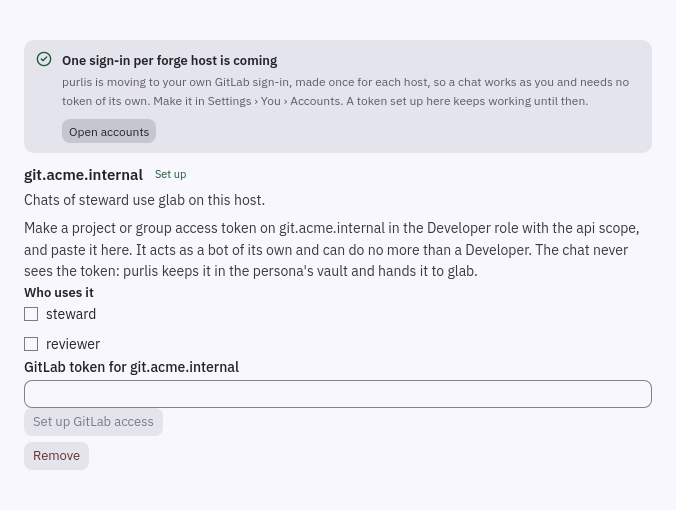 One sign-in per forge host is coming
purlis is moving to your own GitLab sign-in, made once for each host, so a chat works as you and needs no
token of its own. Make it in Settings › You › Accounts. A token set up here keeps working until then.
Open accounts
git.acme.internal Set up
Chats of steward use glab on this host.
Make a project or group access token on git.acme.internal in the Developer role with the api scope,
and paste it here. It acts as a bot of its own and can do no more than a Developer. The chat never
sees the token: purlis keeps it in the persona's vault and hands it to glab.
Who uses it
steward
reviewer
GitLab token for git.acme.internal
Set up GitLab access
Remove